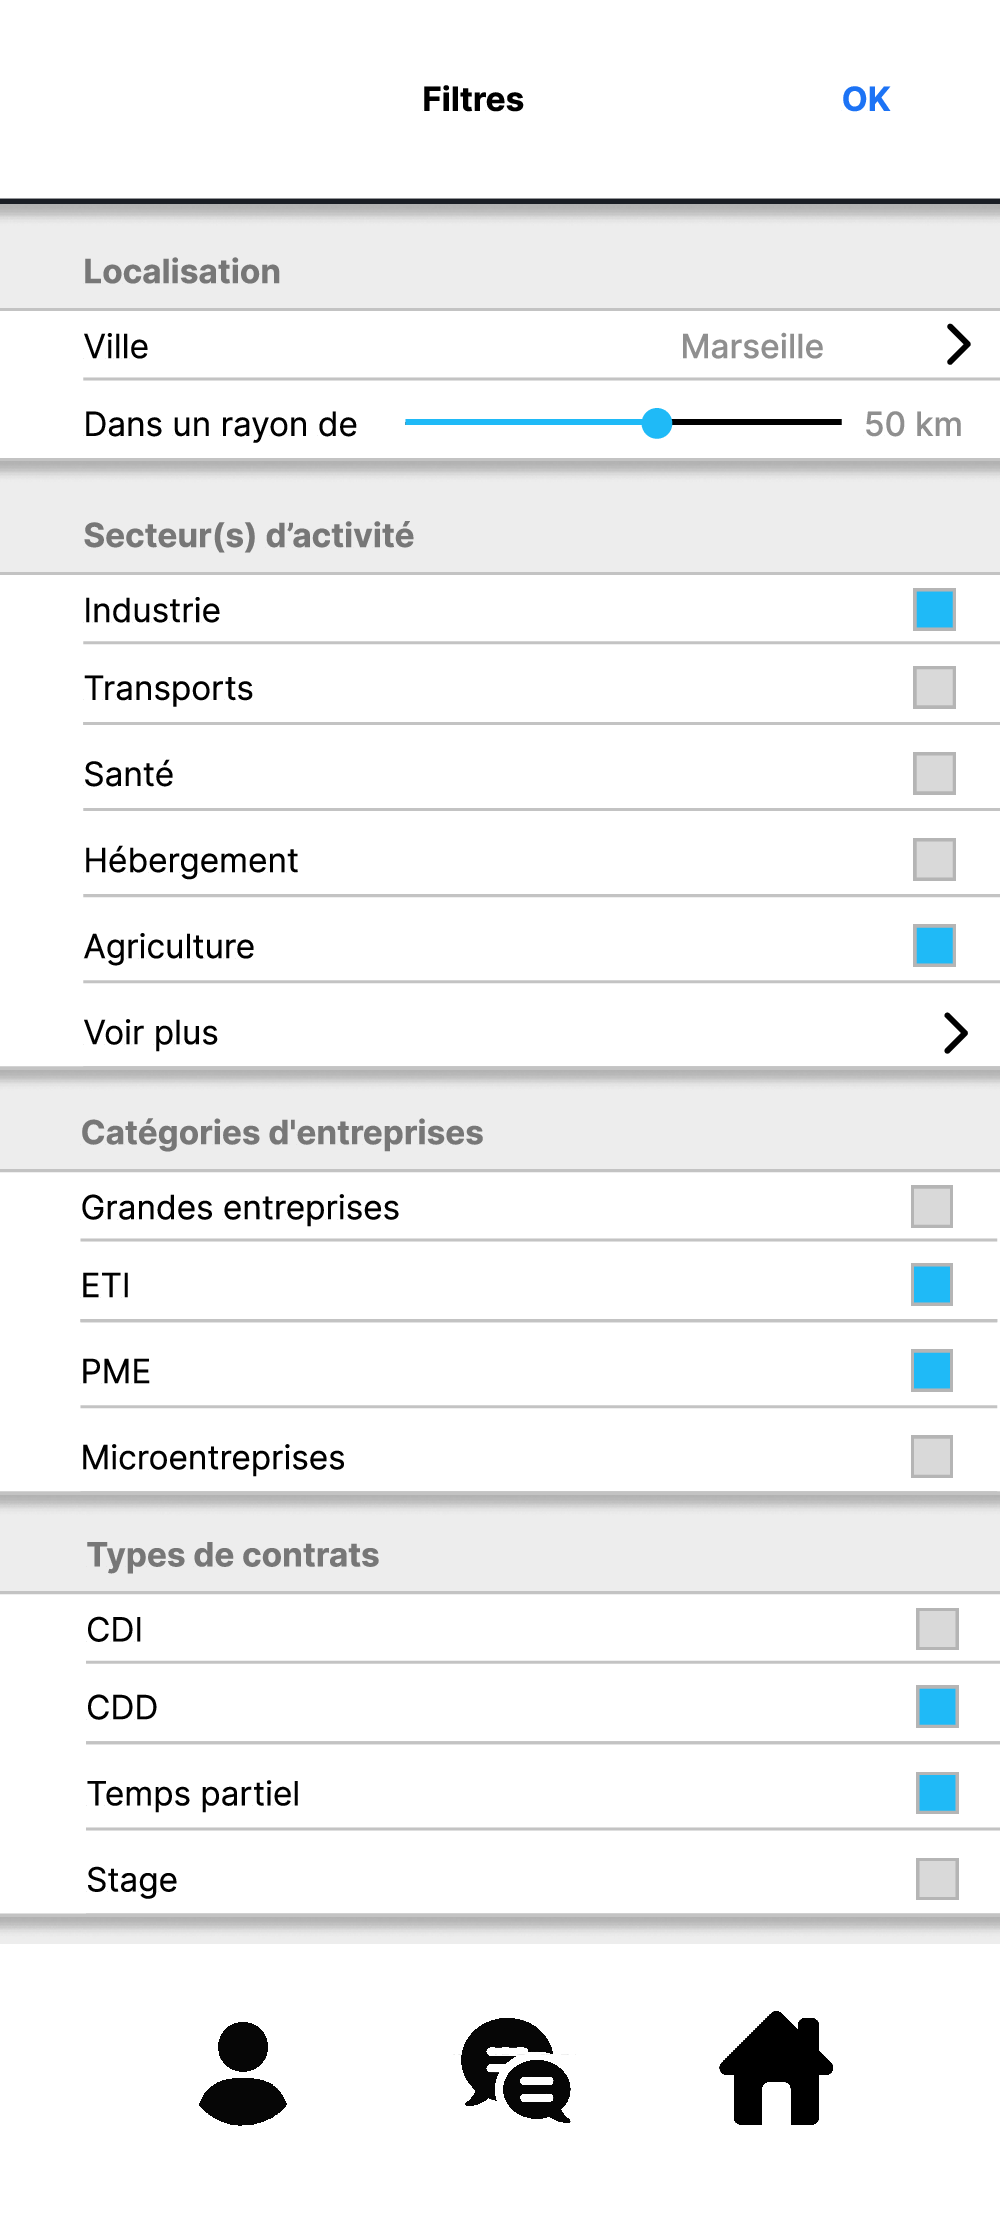 Filtres OK
Localisation
Ville Marseille
Dans un rayon de 50 km
Secteur(s) d’activité
Industrie
Transports
Santé
Hébergement
Agriculture
Voir plus
Catégories d'entreprises
Grandes entreprises
ETI
PME
Microentreprises
Types de contrats
CDI
CDD
Temps partiel
Stage